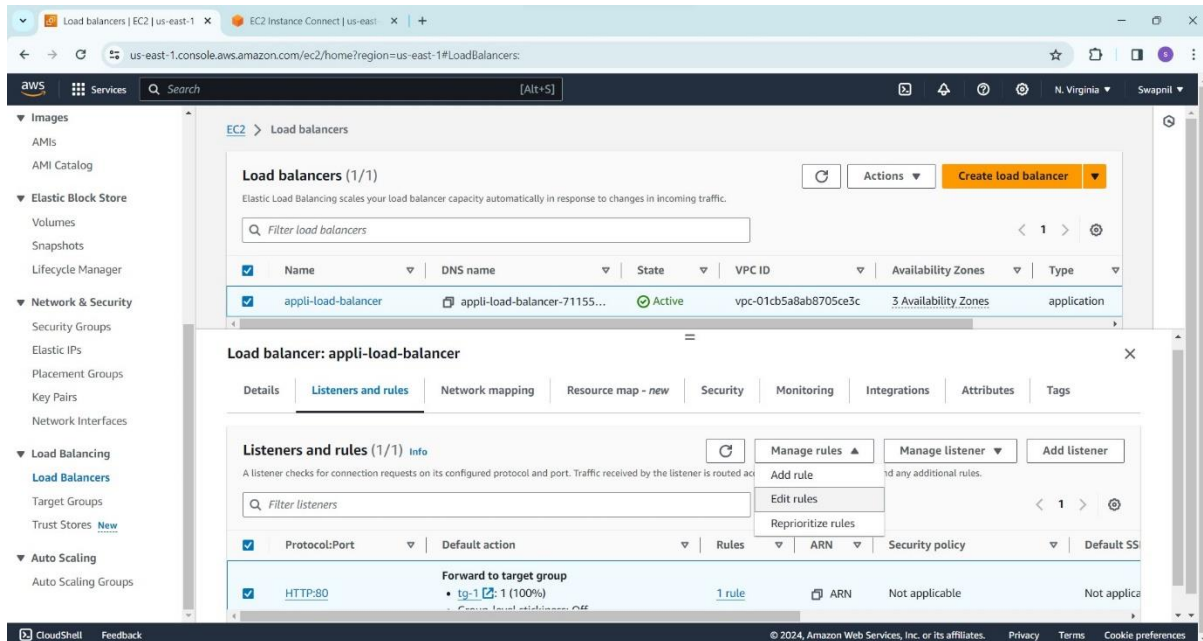 Load balancers | EC2 | us-east-1
EC2 Instance Connect | us-east-
us-east-1.console.aws.amazon.com/ec2/home?region=us-east-1#LoadBalancers:
aws
Services
Search
[Alt+S]
N. Virginia
Swapnil
Images
AMIs
AMI Catalog
Elastic Block Store
Volumes
Snapshots
Lifecycle Manager
Network & Security
Security Groups
Elastic IPs
Placement Groups
Key Pairs
Network Interfaces
Load Balancing
Load Balancers
Target Groups
Trust Stores New
Auto Scaling
Auto Scaling Groups
EC2 > Load balancers
Load balancers (1/1)
Actions
Create load balancer
Elastic Load Balancing scales your load balancer capacity automatically in response to changes in incoming traffic.
Filter load balancers
1
Name DNS name State VPC ID Availability Zones Type
appli-load-balancer appli-load-balancer-71155... Active vpc-01cb5a8ab8705ce3c 3 Availability Zones application
Load balancer: appli-load-balancer
Details Listeners and rules Network mapping Resource map - new Security Monitoring Integrations Attributes Tags
Listeners and rules (1/1) Info
Manage rules
Manage listener
Add listener
A listener checks for connection requests on its configured protocol and port. Traffic received by the listener is routed ac nd any additional rules.
Add rule
Edit rules
Reprioritize rules
Filter listeners
1
Protocol:Port Default action Rules ARN Security policy Default SS
Forward to target group
HTTP:80 • tg-1: 1 (100%) 1 rule ARN Not applicable Not applica
CloudShell Feedback © 2024, Amazon Web Services, Inc. or its affiliates. Privacy Terms Cookie preferences